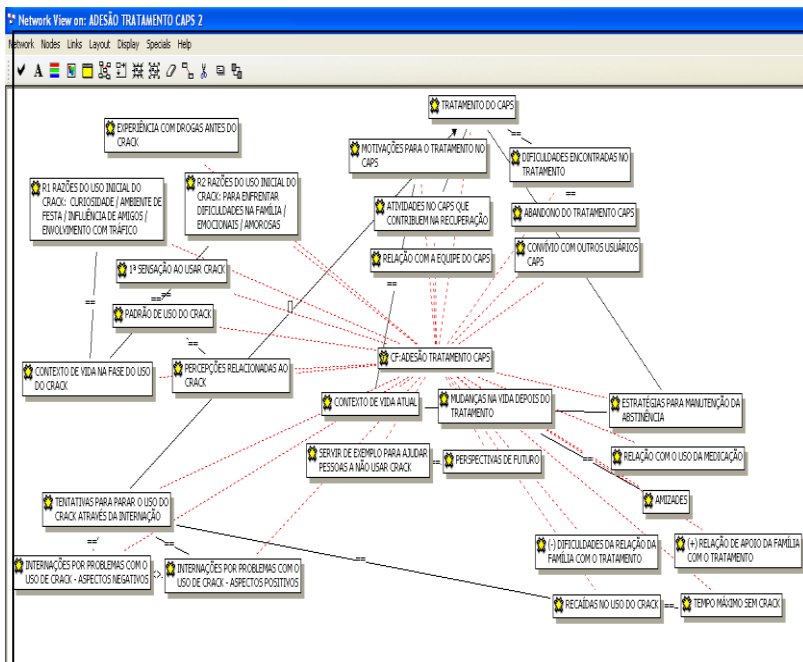 Network View on: ADESÃO TRATAMENTO CAPS 2
Network Nodes Links Layout Display Specials Help
TRATAMENTO DO CAPS
==
EXPERIÊNCIA COM DROGAS ANTES DO
CRACK
MOTIVAÇÕES PARA O TRATAMENTO NO
CAPS
DIFICULDADES ENCONTRADAS NO
TRATAMENTO
==
R1 RAZÕES DO USO INICIAL DO
CRACK: CURIOSIDADE / AMBIENTE DE
FESTA / INFLUÊNCIA DE AMIGOS /
ENVOLVIMENTO COM TRÁFICO
R2 RAZÕES DO USO INICIAL DO
CRACK: PARA ENFRENTAR
DIFICULDADES NA FAMÍLIA /
EMOCIONAIS / AMOROSAS
ATIVIDADES NO CAPS QUE
CONTRIBUEM NA RECUPERAÇÃO
ABANDONO DO TRATAMENTO CAPS
RELAÇÃO COM A EQUIPE DO CAPS
CONVÍVIO COM OUTROS USUÁRIOS
CAPS
1ª SENSAÇÃO AO USAR CRACK
==
==
==
PADRÃO DE USO DO CRACK
==
CF:ADESÃO TRATAMENTO CAPS
CONTEXTO DE VIDA NA FASE DO USO
DO CRACK
PERCEPÇÕES RELACIONADAS AO
CRACK
CONTEXTO DE VIDA ATUAL
MUDANÇAS NA VIDA DEPOIS DO
TRATAMENTO
ESTRATÉGIAS PARA MANUTENÇÃO DA
ABSTINÊNCIA
SERVIR DE EXEMPLO PARA AJUDAR
PESSOAS A NÃO USAR CRACK
==
PERSPECTIVAS DE FUTURO
==
RELAÇÃO COM O USO DA MEDICAÇÃO
TENTATIVAS PARA PARAR O USO DO
CRACK ATRAVÉS DA INTERNAÇÃO
AMIZADES
==
==
(-) DIFICULDADES DA RELAÇÃO DA
FAMÍLIA COM O TRATAMENTO
(+) RELAÇÃO DE APOIO DA FAMÍLIA
COM O TRATAMENTO
==
INTERNAÇÕES POR PROBLEMAS COM O
USO DE CRACK - ASPECTOS NEGATIVOS
<>
INTERNAÇÕES POR PROBLEMAS COM O
USO DE CRACK - ASPECTOS POSITIVOS
RECAÍDAS NO USO DO CRACK
==
TEMPO MÁXIMO SEM CRACK